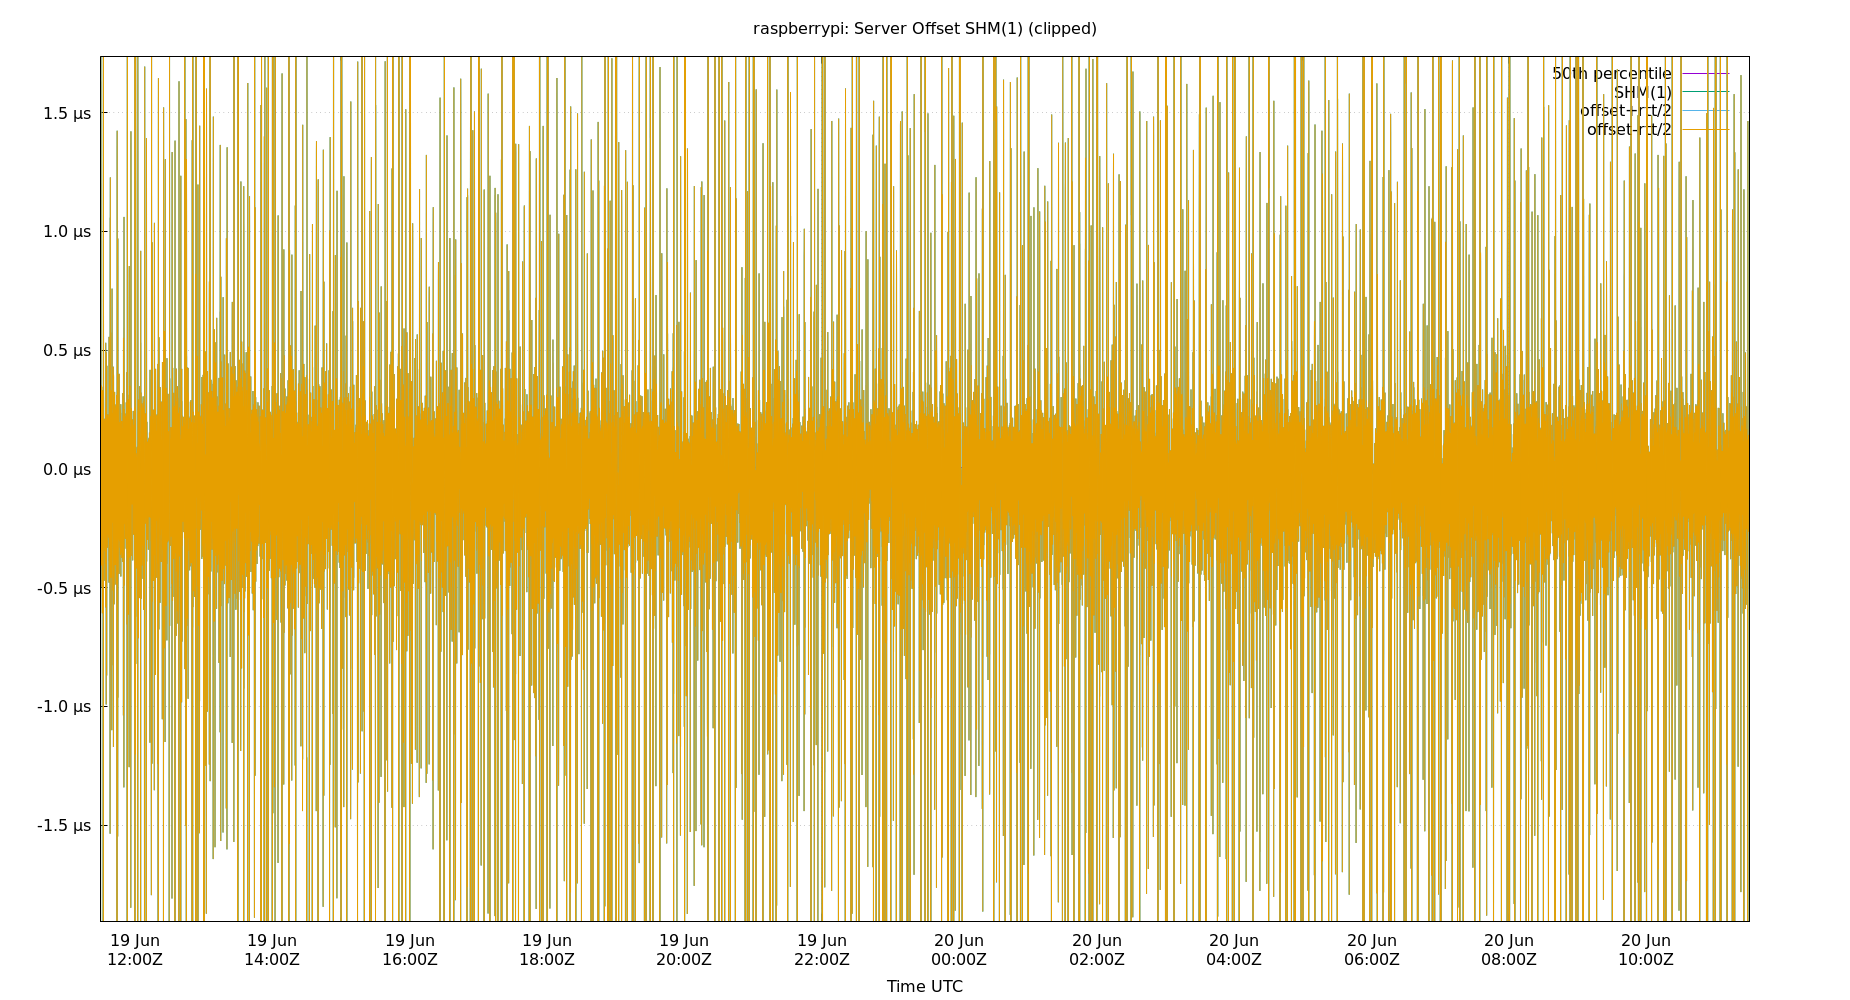 raspberrypi: Server Offset SHM(1) (clipped)
50th percentile
SHM(1)
offset+rtt/2
offset-rtt/2
1.5 µs
1.0 µs
0.5 µs
0.0 µs
-0.5 µs
-1.0 µs
-1.5 µs
19 Jun 19 Jun 19 Jun 19 Jun 19 Jun 19 Jun 20 Jun 20 Jun 20 Jun 20 Jun 20 Jun 20 Jun
12:00Z 14:00Z 16:00Z 18:00Z 20:00Z 22:00Z 00:00Z 02:00Z 04:00Z 06:00Z 08:00Z 10:00Z
Time UTC